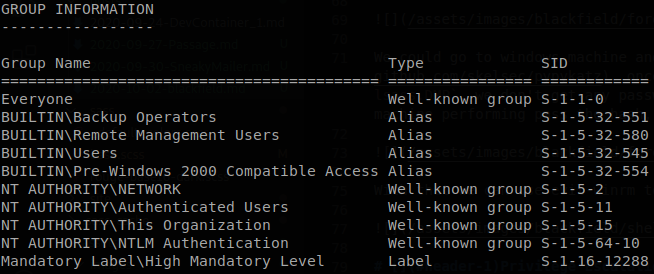 GROUP INFORMATION
-----------------
Group Name Type SID
========================================== ================ ============
Everyone Well-known group S-1-1-0
BUILTIN\Backup Operators Alias S-1-5-32-551
BUILTIN\Remote Management Users Alias S-1-5-32-580
BUILTIN\Users Alias S-1-5-32-545
BUILTIN\Pre-Windows 2000 Compatible Access Alias S-1-5-32-554
NT AUTHORITY\NETWORK Well-known group S-1-5-2
NT AUTHORITY\Authenticated Users Well-known group S-1-5-11
NT AUTHORITY\This Organization Well-known group S-1-5-15
NT AUTHORITY\NTLM Authentication Well-known group S-1-5-64-10
Mandatory Label\High Mandatory Level Label S-1-16-12288